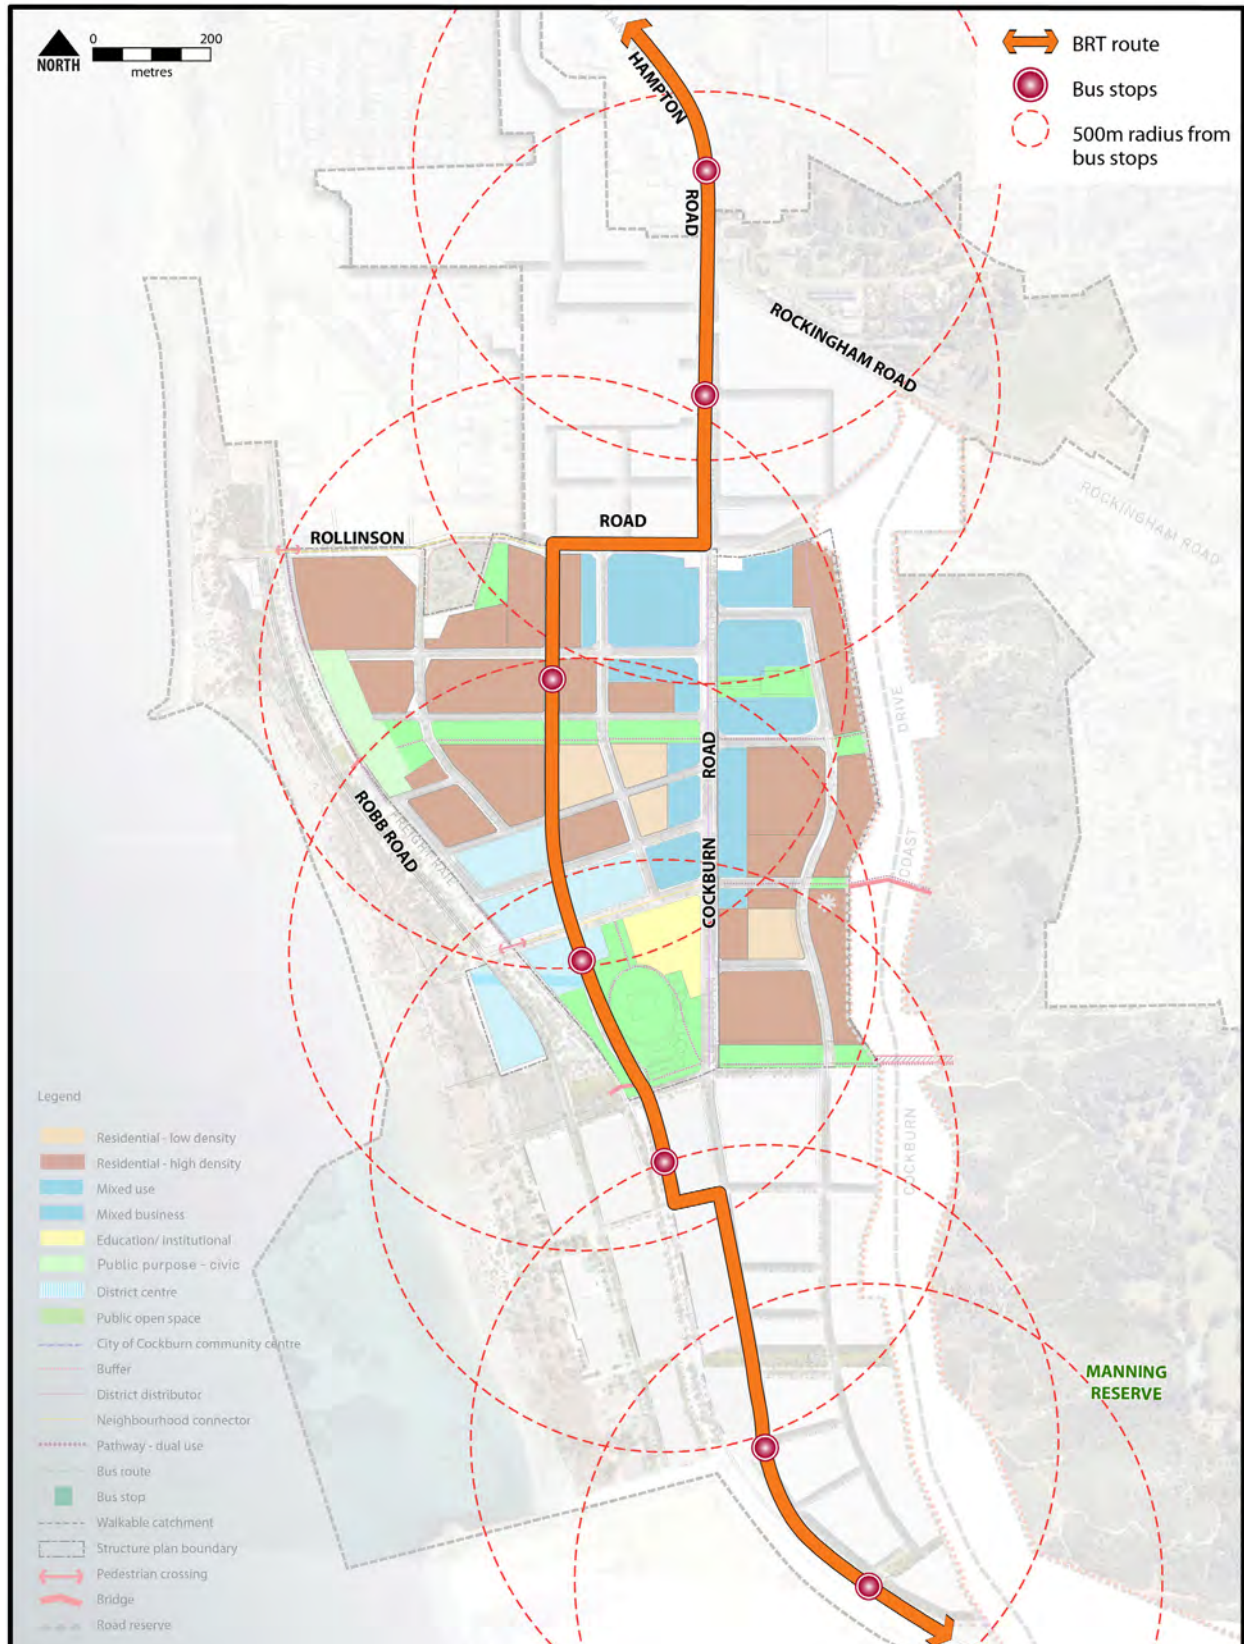 0 200
metres
NORTH
BRT route
Bus stops
500m radius from
bus stops
HAMPTON
ROAD
ROCKINGHAM ROAD
ROCKINGHAM ROAD
ROAD
ROLLINSON
ROAD
COCKBURN
ROBB ROAD
DRIVE
COAST
COCKBURN
MANNING
RESERVE
Legend
Residential - low density
Residential - high density
Mixed use
Mixed business
Education/ institutional
Public purpose - civic
District centre
Public open space
City of Cockburn community centre
Buffer
District distributor
Neighbourhood connector
Pathway - dual use
Bus route
Bus stop
Walkable catchment
Structure plan boundary
Pedestrian crossing
Bridge
Road reserve